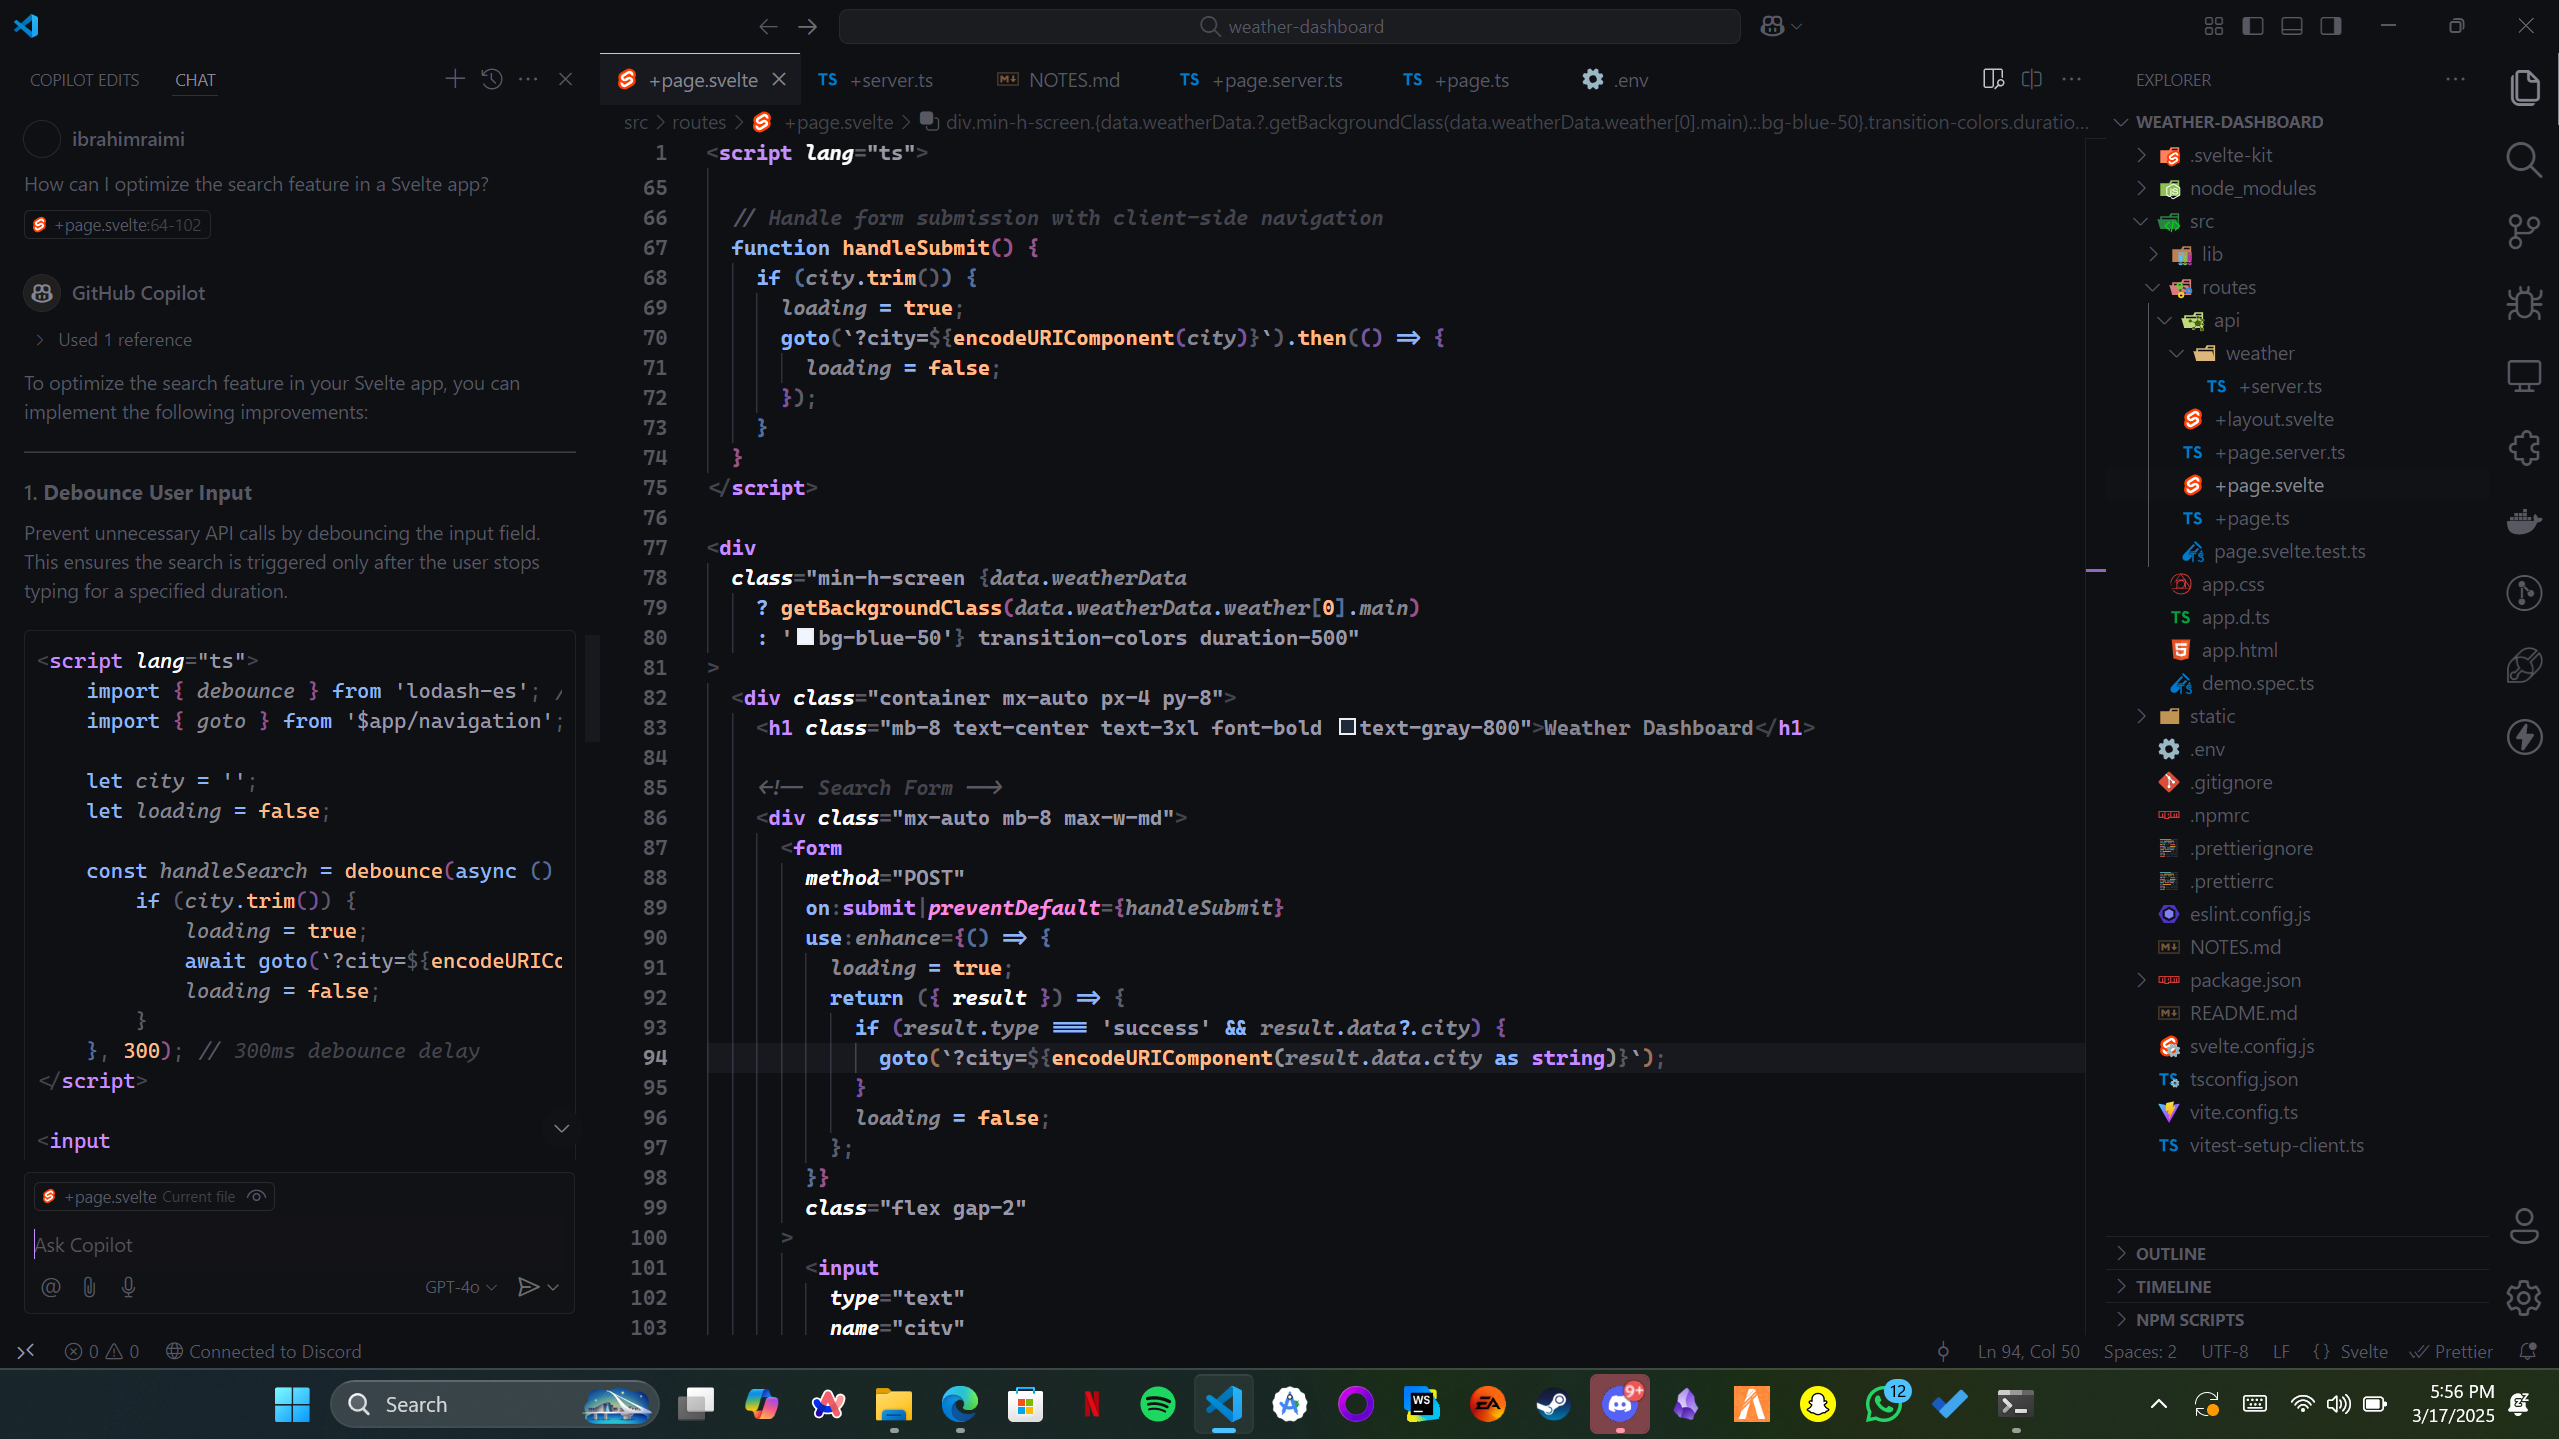 weather-dashboard
COPILOT EDITS
CHAT
ibrahimraimi
How can I optimize the search feature in a Svelte app?
+page.svelte:64-102
GitHub Copilot
Used 1 reference
To optimize the search feature in your Svelte app, you can
implement the following improvements:
1. Debounce User Input
Prevent unnecessary API calls by debouncing the input field.
This ensures the search is triggered only after the user stops
typing for a specified duration.
<script lang="ts">
import { debounce } from 'lodash-es'; /
import { goto } from '$app/navigation';
let city = '';
let loading = false;
const handleSearch = debounce(async ()
if (city.trim()) {
loading = true;
await goto(`?city=${encodeURICo
loading = false;
}
}, 300); // 300ms debounce delay
</script>
<input
+page.svelte Current file
Ask Copilot
GPT-4o
+page.svelte
TS +server.ts
NOTES.md
TS +page.server.ts
TS +page.ts
.env
src > routes > +page.svelte > div.min-h-screen.{data.weatherData.?.getBackgroundClass(data.weatherData.weather[0].main).:.bg-blue-50}.transition-colors.duratio...
1 <script lang="ts">
65
66 // Handle form submission with client-side navigation
67 function handleSubmit() {
68 if (city.trim()) {
69 loading = true;
70 goto(`?city=${encodeURIComponent(city)}`).then(() => {
71 loading = false;
72 });
73 }
74 }
75 </script>
76
77 <div
78 class="min-h-screen {data.weatherData
79 ? getBackgroundClass(data.weatherData.weather[0].main)
80 : 'bg-blue-50'} transition-colors duration-500"
81 >
82 <div class="container mx-auto px-4 py-8">
83 <h1 class="mb-8 text-center text-3xl font-bold text-gray-800">Weather Dashboard</h1>
84
85 <!-- Search Form -->
86 <div class="mx-auto mb-8 max-w-md">
87 <form
88 method="POST"
89 on:submit|preventDefault={handleSubmit}
90 use:enhance={() => {
91 loading = true;
92 return ({ result }) => {
93 if (result.type === 'success' && result.data?.city) {
94 goto(`?city=${encodeURIComponent(result.data.city as string)}`);
95 }
96 loading = false;
97 };
98 }}
99 class="flex gap-2"
100 >
101 <input
102 type="text"
103 name="city"
EXPLORER
WEATHER-DASHBOARD
.svelte-kit
node_modules
src
lib
routes
api
weather
TS +server.ts
+layout.svelte
TS +page.server.ts
+page.svelte
TS +page.ts
page.svelte.test.ts
app.css
TS app.d.ts
app.html
demo.spec.ts
static
.env
.gitignore
.npmrc
.prettierignore
.prettierrc
eslint.config.js
NOTES.md
package.json
README.md
svelte.config.js
tsconfig.json
vite.config.ts
TS vitest-setup-client.ts
OUTLINE
TIMELINE
NPM SCRIPTS
0 0 Connected to Discord
Ln 94, Col 50 Spaces: 2 UTF-8 LF {} Svelte Prettier
Search
WS
EA
9+
12
5:56 PM
3/17/2025